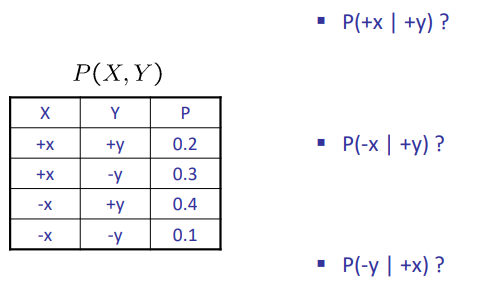 P(X, Y)
X Y P
+x +y 0.2
+x -y 0.3
-x +y 0.4
-x -y 0.1
▪ P(+x | +y) ?
▪ P(-x | +y) ?
▪ P(-y | +x) ?